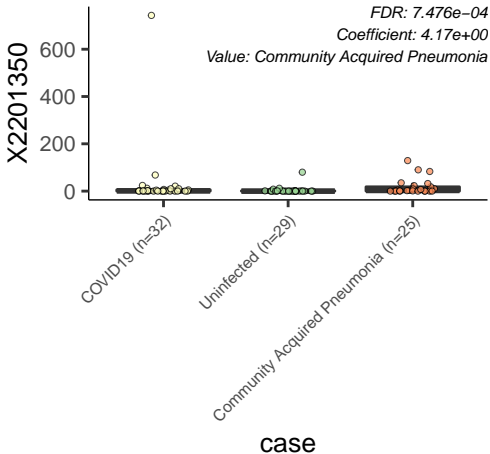 FDR: 7.476e−04
Coefficient: 4.17e+00
Value: Community Acquired Pneumonia
X2201350
600
400
200
0
COVID19 (n=32)
Uninfected (n=29)
Community Acquired Pneumonia (n=25)
case